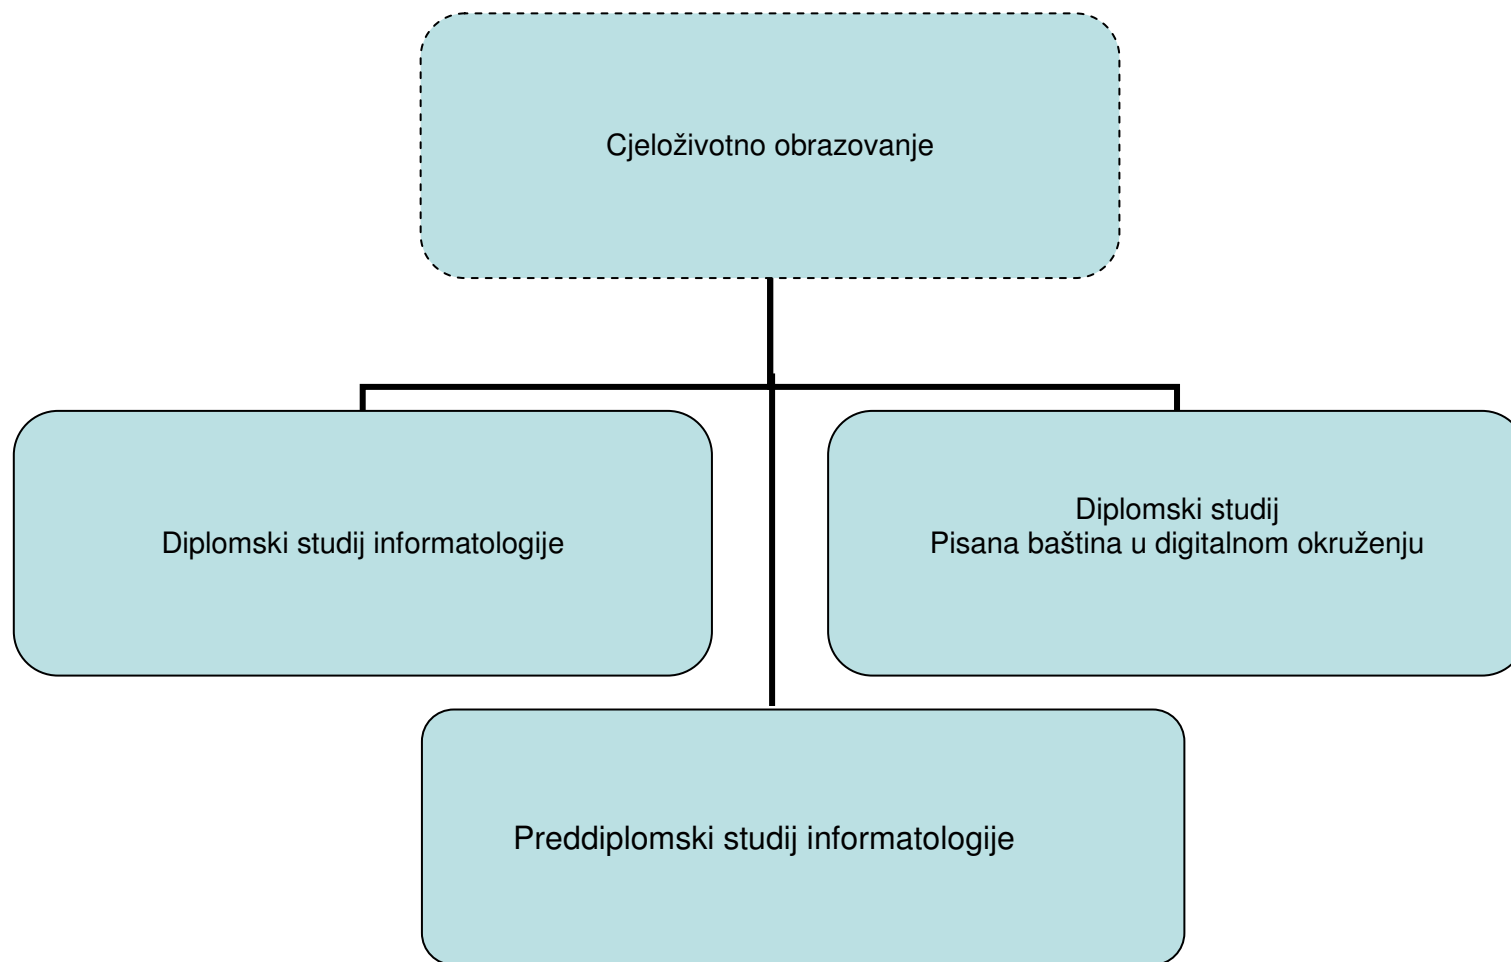 Cjeloživotno obrazovanje
Diplomski studij informatologije
Diplomski studij
Pisana baština u digitalnom okruženju
Preddiplomski studij informatologije